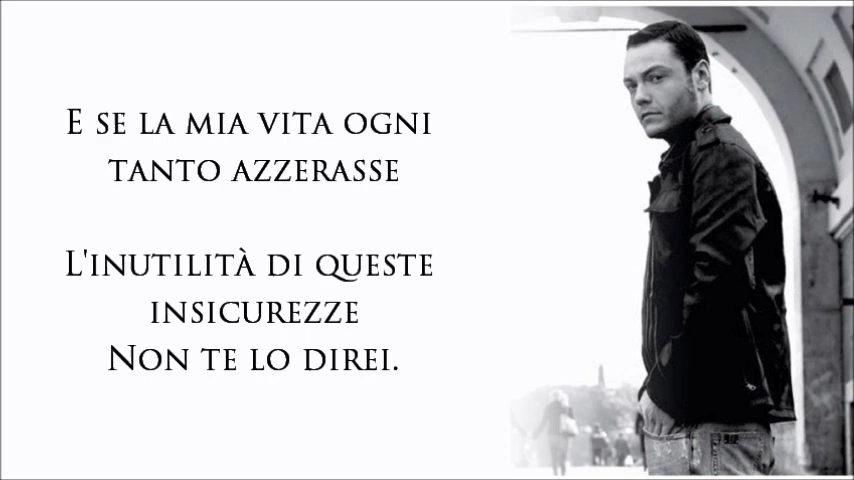 E SE LA MIA VITA OGNI
TANTO AZZERASSE
L'INUTILITÀ DI QUESTE
INSICUREZZE
NON TE LO DIREI.